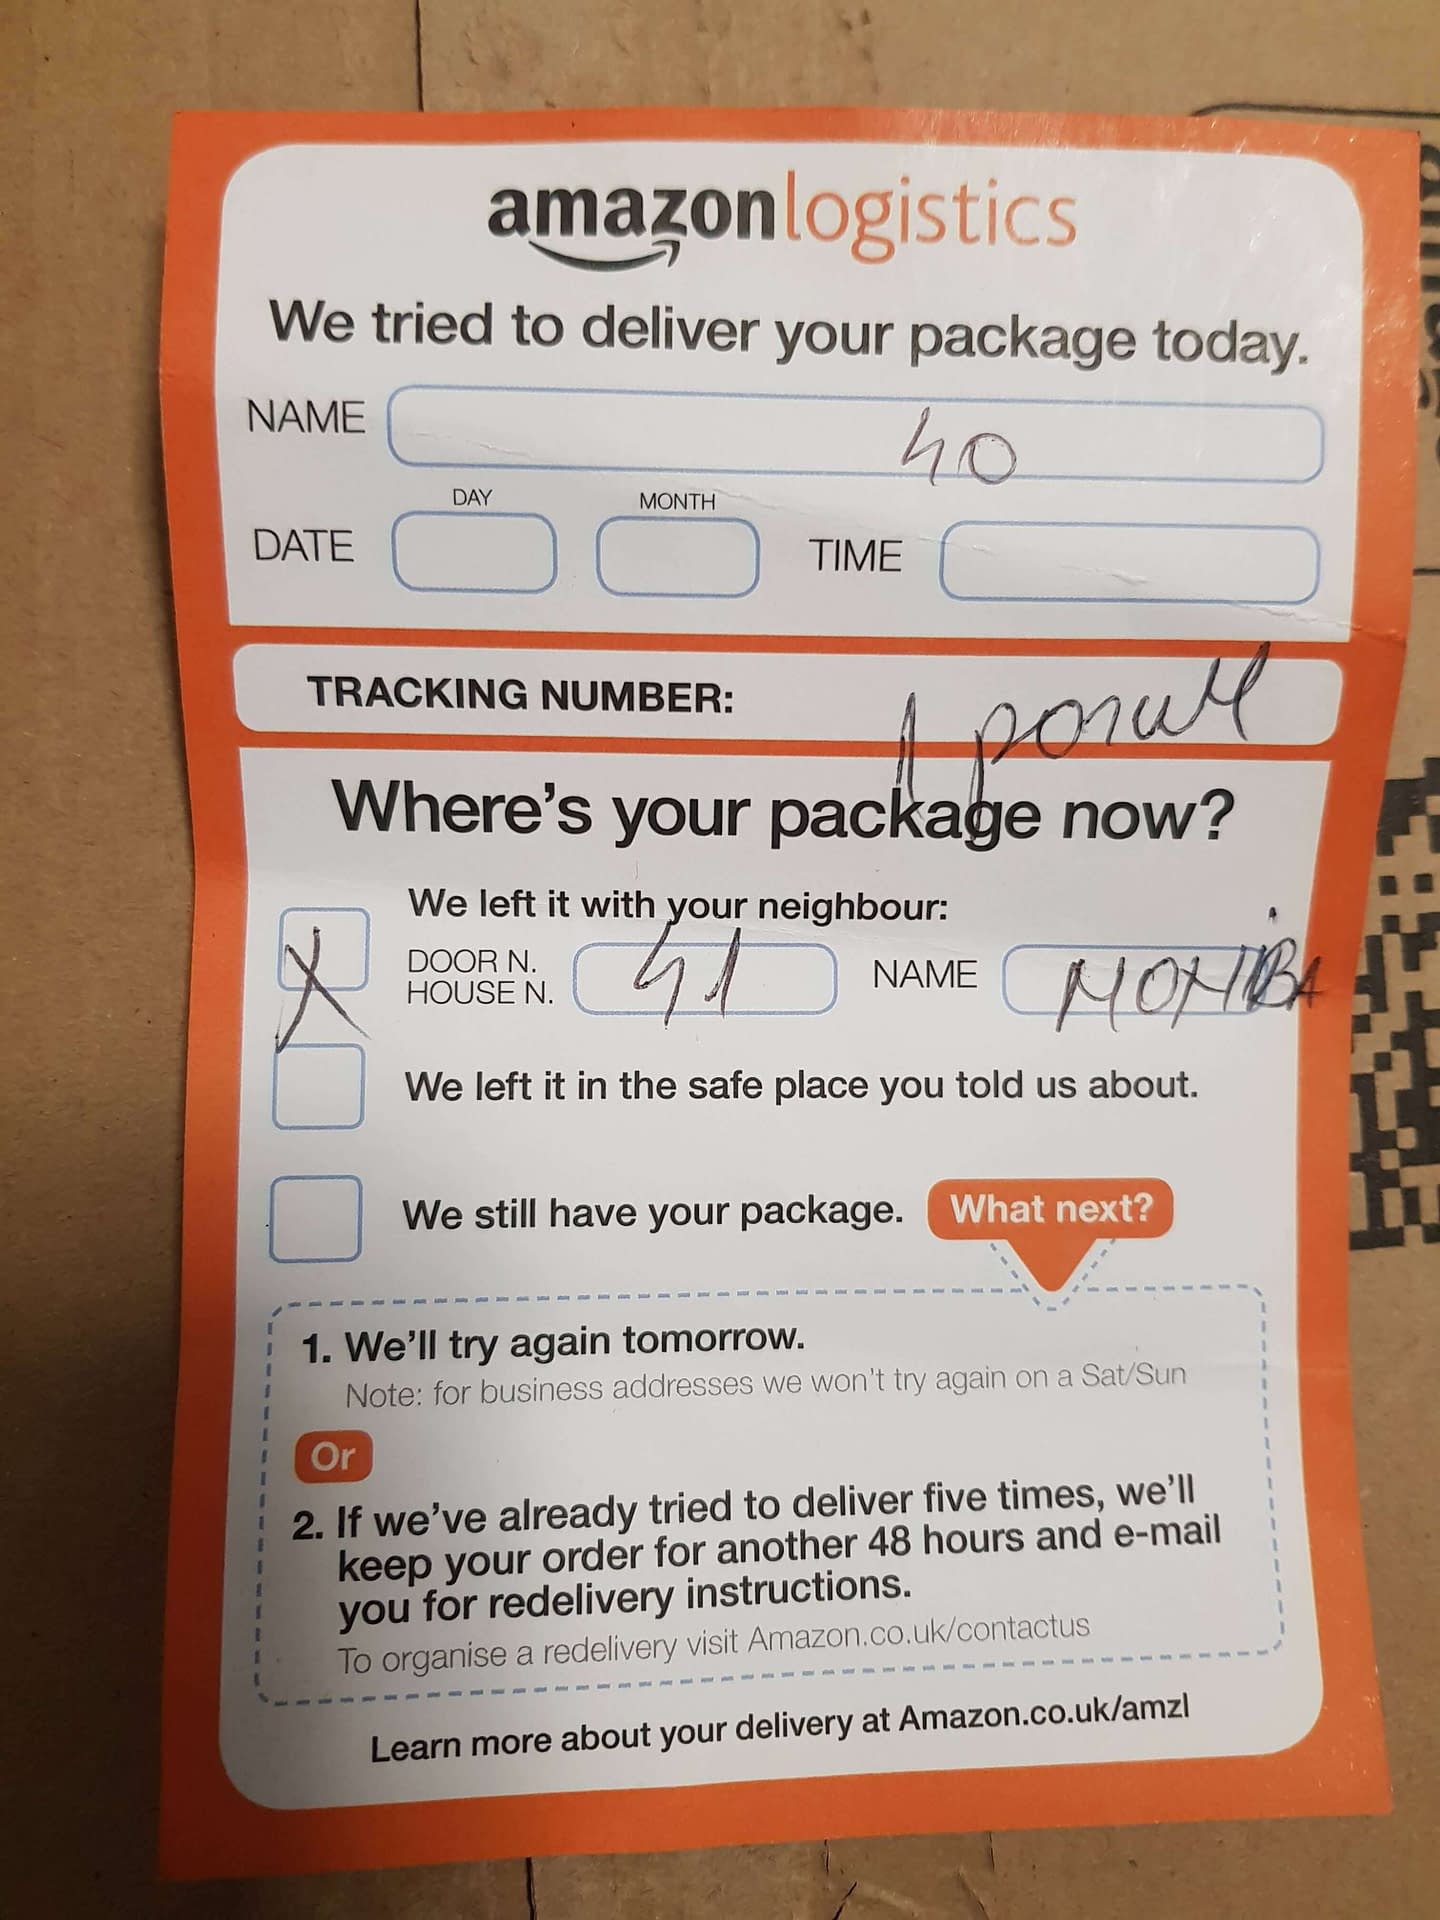 amazonlogistics
We tried to deliver your package today.
NAME 40
DAY MONTH
DATE TIME
TRACKING NUMBER: 1
Where's your package now?
We left it with your neighbour:
X DOOR N. HOUSE N. 41 NAME
We left it in the safe place you told us about.
We still have your package. What next?
1. We'll try again tomorrow.
Note: for business addresses we won't try again on a Sat/Sun
Or
2. If we've already tried to deliver five times, we'll
keep your order for another 48 hours and e-mail
you for redelivery instructions.
To organise a redelivery visit Amazon.co.uk/contactus
Learn more about your delivery at Amazon.co.uk/amzl